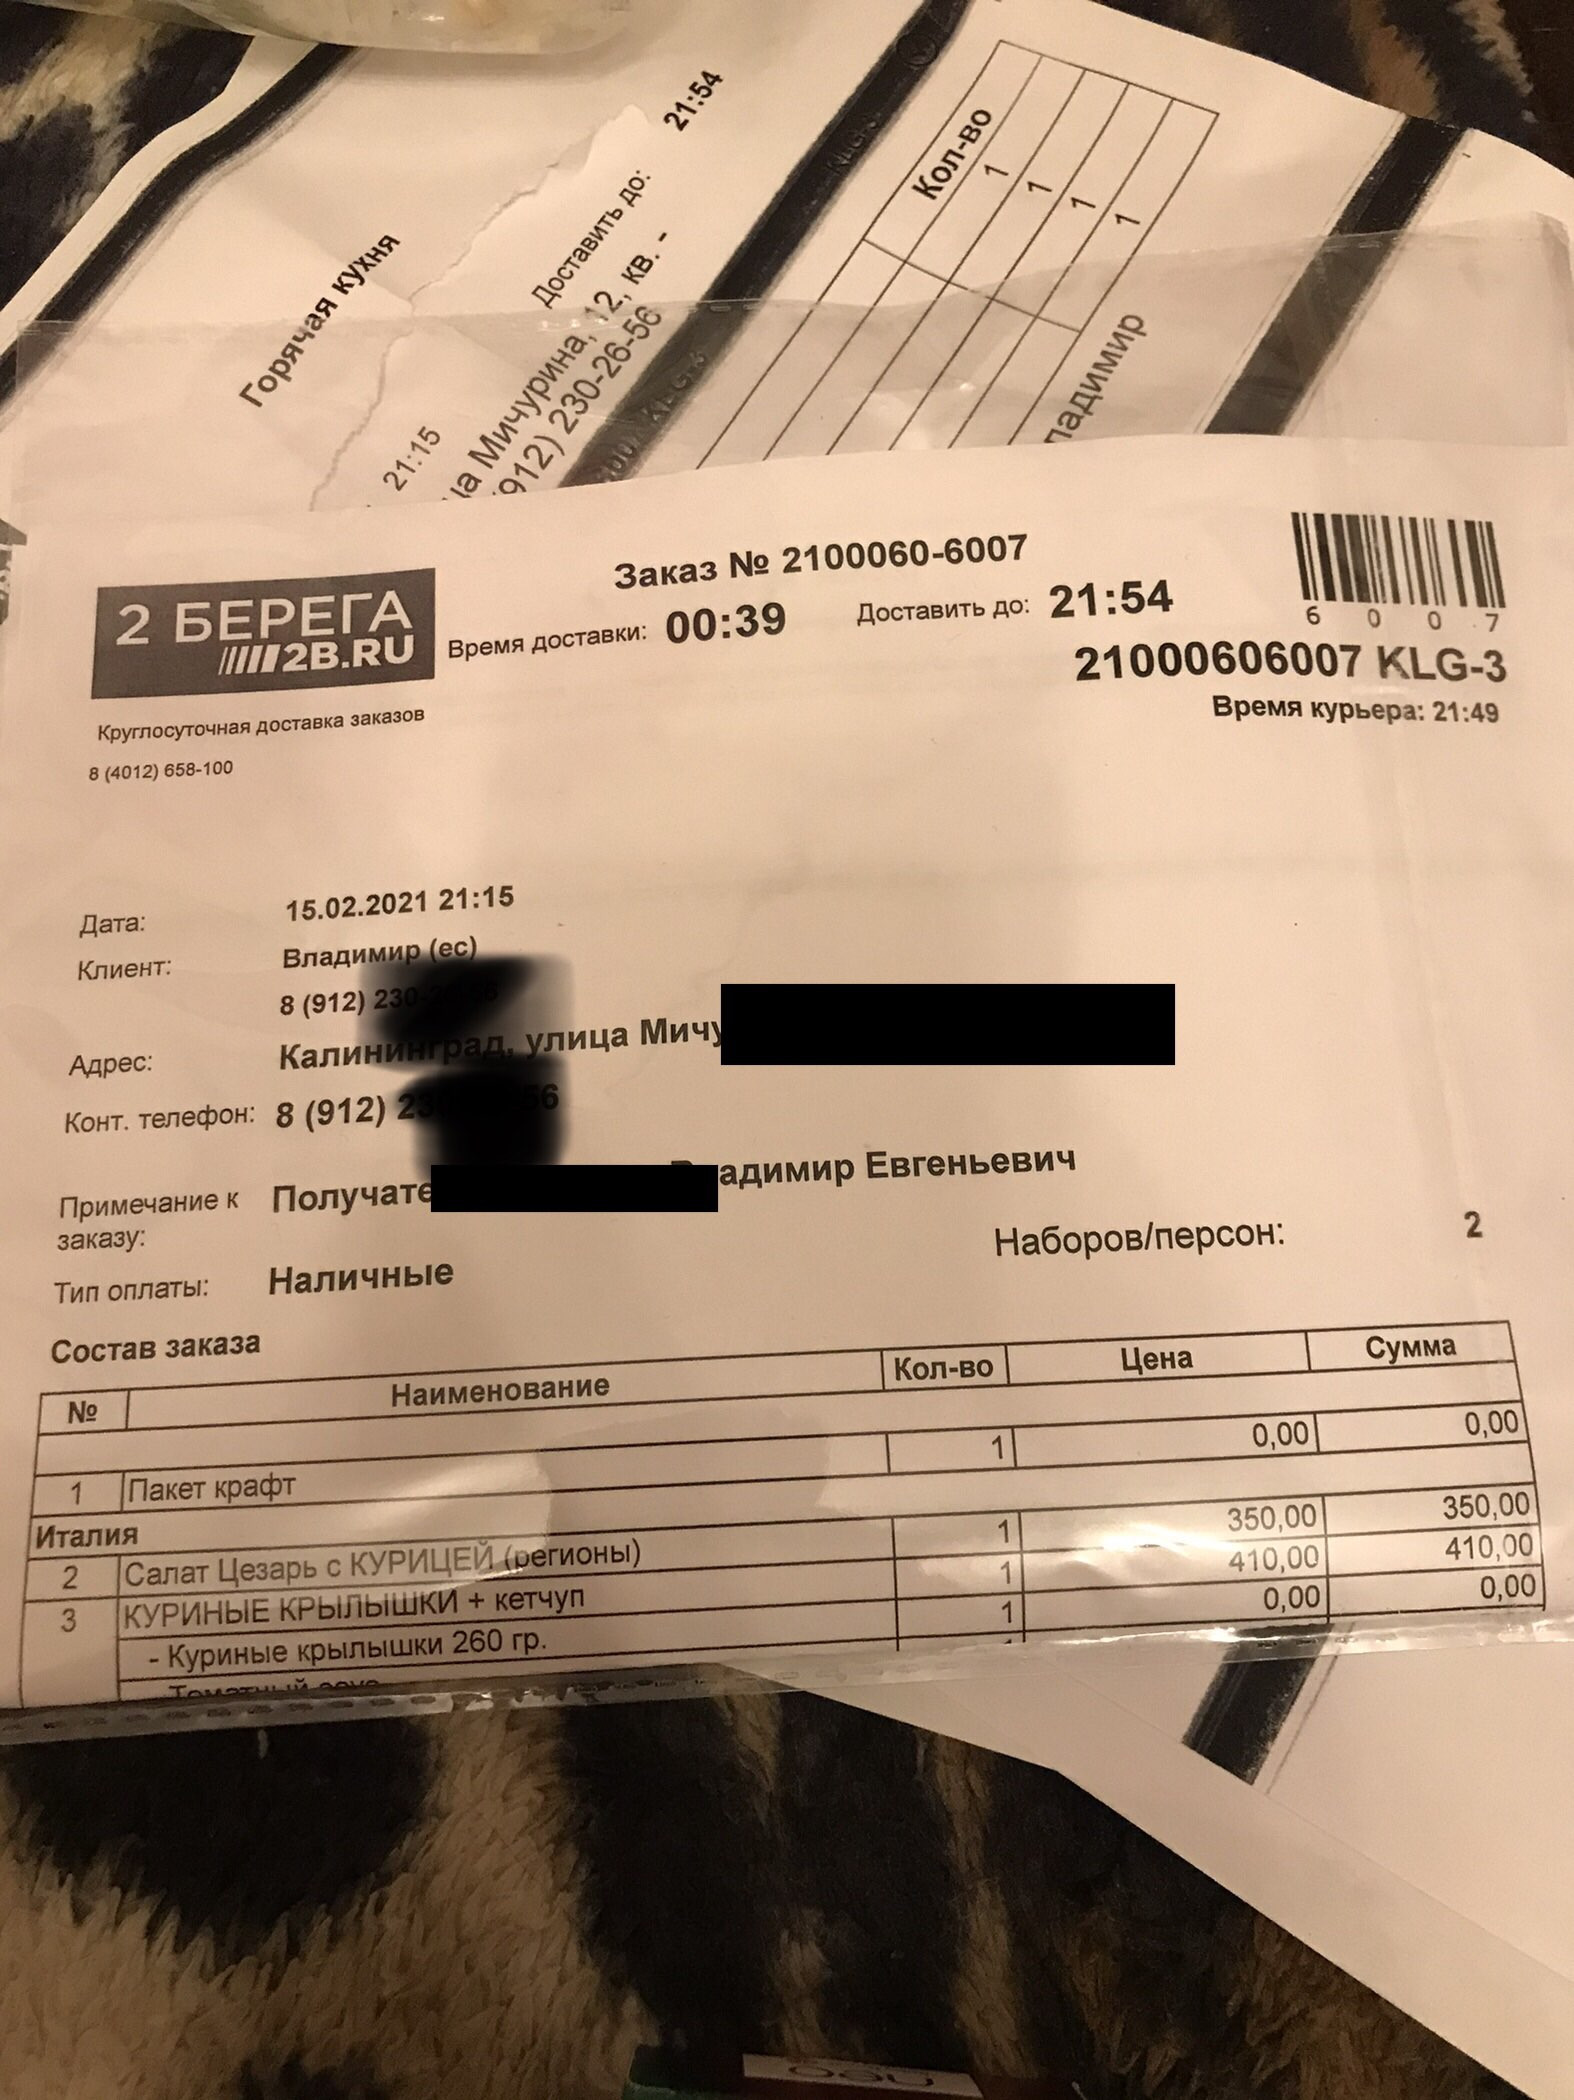 Горячая кухня
21:15 Доставить до: 21:54
Мичурина, 12, кв. -
912) 230-26-56
Кол-во
1
1
1
1
ладимир
2 БЕРЕГА
2B.RU
Круглосуточная доставка заказов
8 (4012) 658-100
Заказ № 2100060-6007
Время доставки: 00:39 Доставить до: 21:54
6 0 0 7
21000606007 KLG-3
Время курьера: 21:49
Дата: 15.02.2021 21:15
Клиент: Владимир (ес)
8 (912) 230-
Адрес: Калининград, улица Мичу
Конт. телефон: 8 (912) 23 56
Примечание к заказу: Получате Владимир Евгеньевич
Наборов/персон: 2
Тип оплаты: Наличные
Состав заказа
№ Наименование Кол-во Цена Сумма
1 Пакет крафт 1 0,00 0,00
Италия
2 Салат Цезарь с КУРИЦЕЙ (регионы) 1 350,00 350,00
3 КУРИНЫЕ КРЫЛЫШКИ + кетчуп 1 410,00 410,00
- Куриные крылышки 260 гр. 1 0,00 0,00